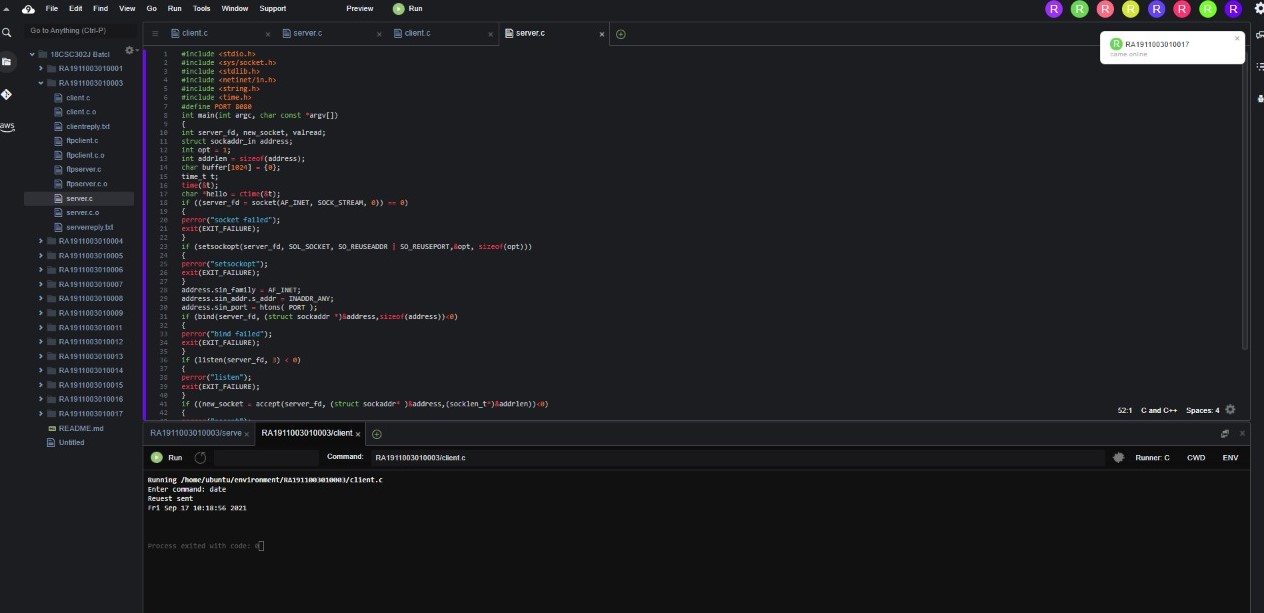 File Edit Find View Go Run Tools Window Support Preview Run
R R R R R R R R
Go to Anything (Ctrl-P)
client.c × server.c × client.c × server.c ×
R RA1911003010017 ×
came online
aws
18CSC302J Batcl
RA1911003010001
RA1911003010003
client.c
client.c.o
clientreply.txt
ftpclient.c
ftpclient.c.o
ftpserver.c
ftpserver.c.o
server.c
server.c.o
serverreply.txt
RA1911003010004
RA1911003010005
RA1911003010006
RA1911003010007
RA1911003010008
RA1911003010009
RA1911003010011
RA1911003010012
RA1911003010013
RA1911003010014
RA1911003010015
RA1911003010016
RA1911003010017
README.md
Untitled
1 #include <stdio.h>
2 #include <sys/socket.h>
3 #include <stdlib.h>
4 #include <netinet/in.h>
5 #include <string.h>
6 #include <time.h>
7 #define PORT 8080
8 int main(int argc, char const *argv[])
9 {
10 int server_fd, new_socket, valread;
11 struct sockaddr_in address;
12 int opt = 1;
13 int addrlen = sizeof(address);
14 char buffer[1024] = {0};
15 time_t t;
16 time(&t);
17 char *hello = ctime(&t);
18 if ((server_fd = socket(AF_INET, SOCK_STREAM, 0)) == 0)
19 {
20 perror("socket failed");
21 exit(EXIT_FAILURE);
22 }
23 if (setsockopt(server_fd, SOL_SOCKET, SO_REUSEADDR | SO_REUSEPORT,&opt, sizeof(opt)))
24 {
25 perror("setsockopt");
26 exit(EXIT_FAILURE);
27 }
28 address.sin_family = AF_INET;
29 address.sin_addr.s_addr = INADDR_ANY;
30 address.sin_port = htons( PORT );
31 if (bind(server_fd, (struct sockaddr *)&address,sizeof(address))<0)
32 {
33 perror("bind failed");
34 exit(EXIT_FAILURE);
35 }
36 if (listen(server_fd, 3) < 0)
37 {
38 perror("listen");
39 exit(EXIT_FAILURE);
40 }
41 if ((new_socket = accept(server_fd, (struct sockaddr* )&address,(socklen_t*)&addrlen))<0)
42 {
52:1 C and C++ Spaces: 4
RA1911003010003/serve × RA1911003010003/client ×
Run Command: RA1911003010003/client.c Runner: C CWD ENV
Running /home/ubuntu/environment/RA1911003010003/client.c
Enter command: date
Reuest sent
Fri Sep 17 10:18:56 2021
Process exited with code: 0